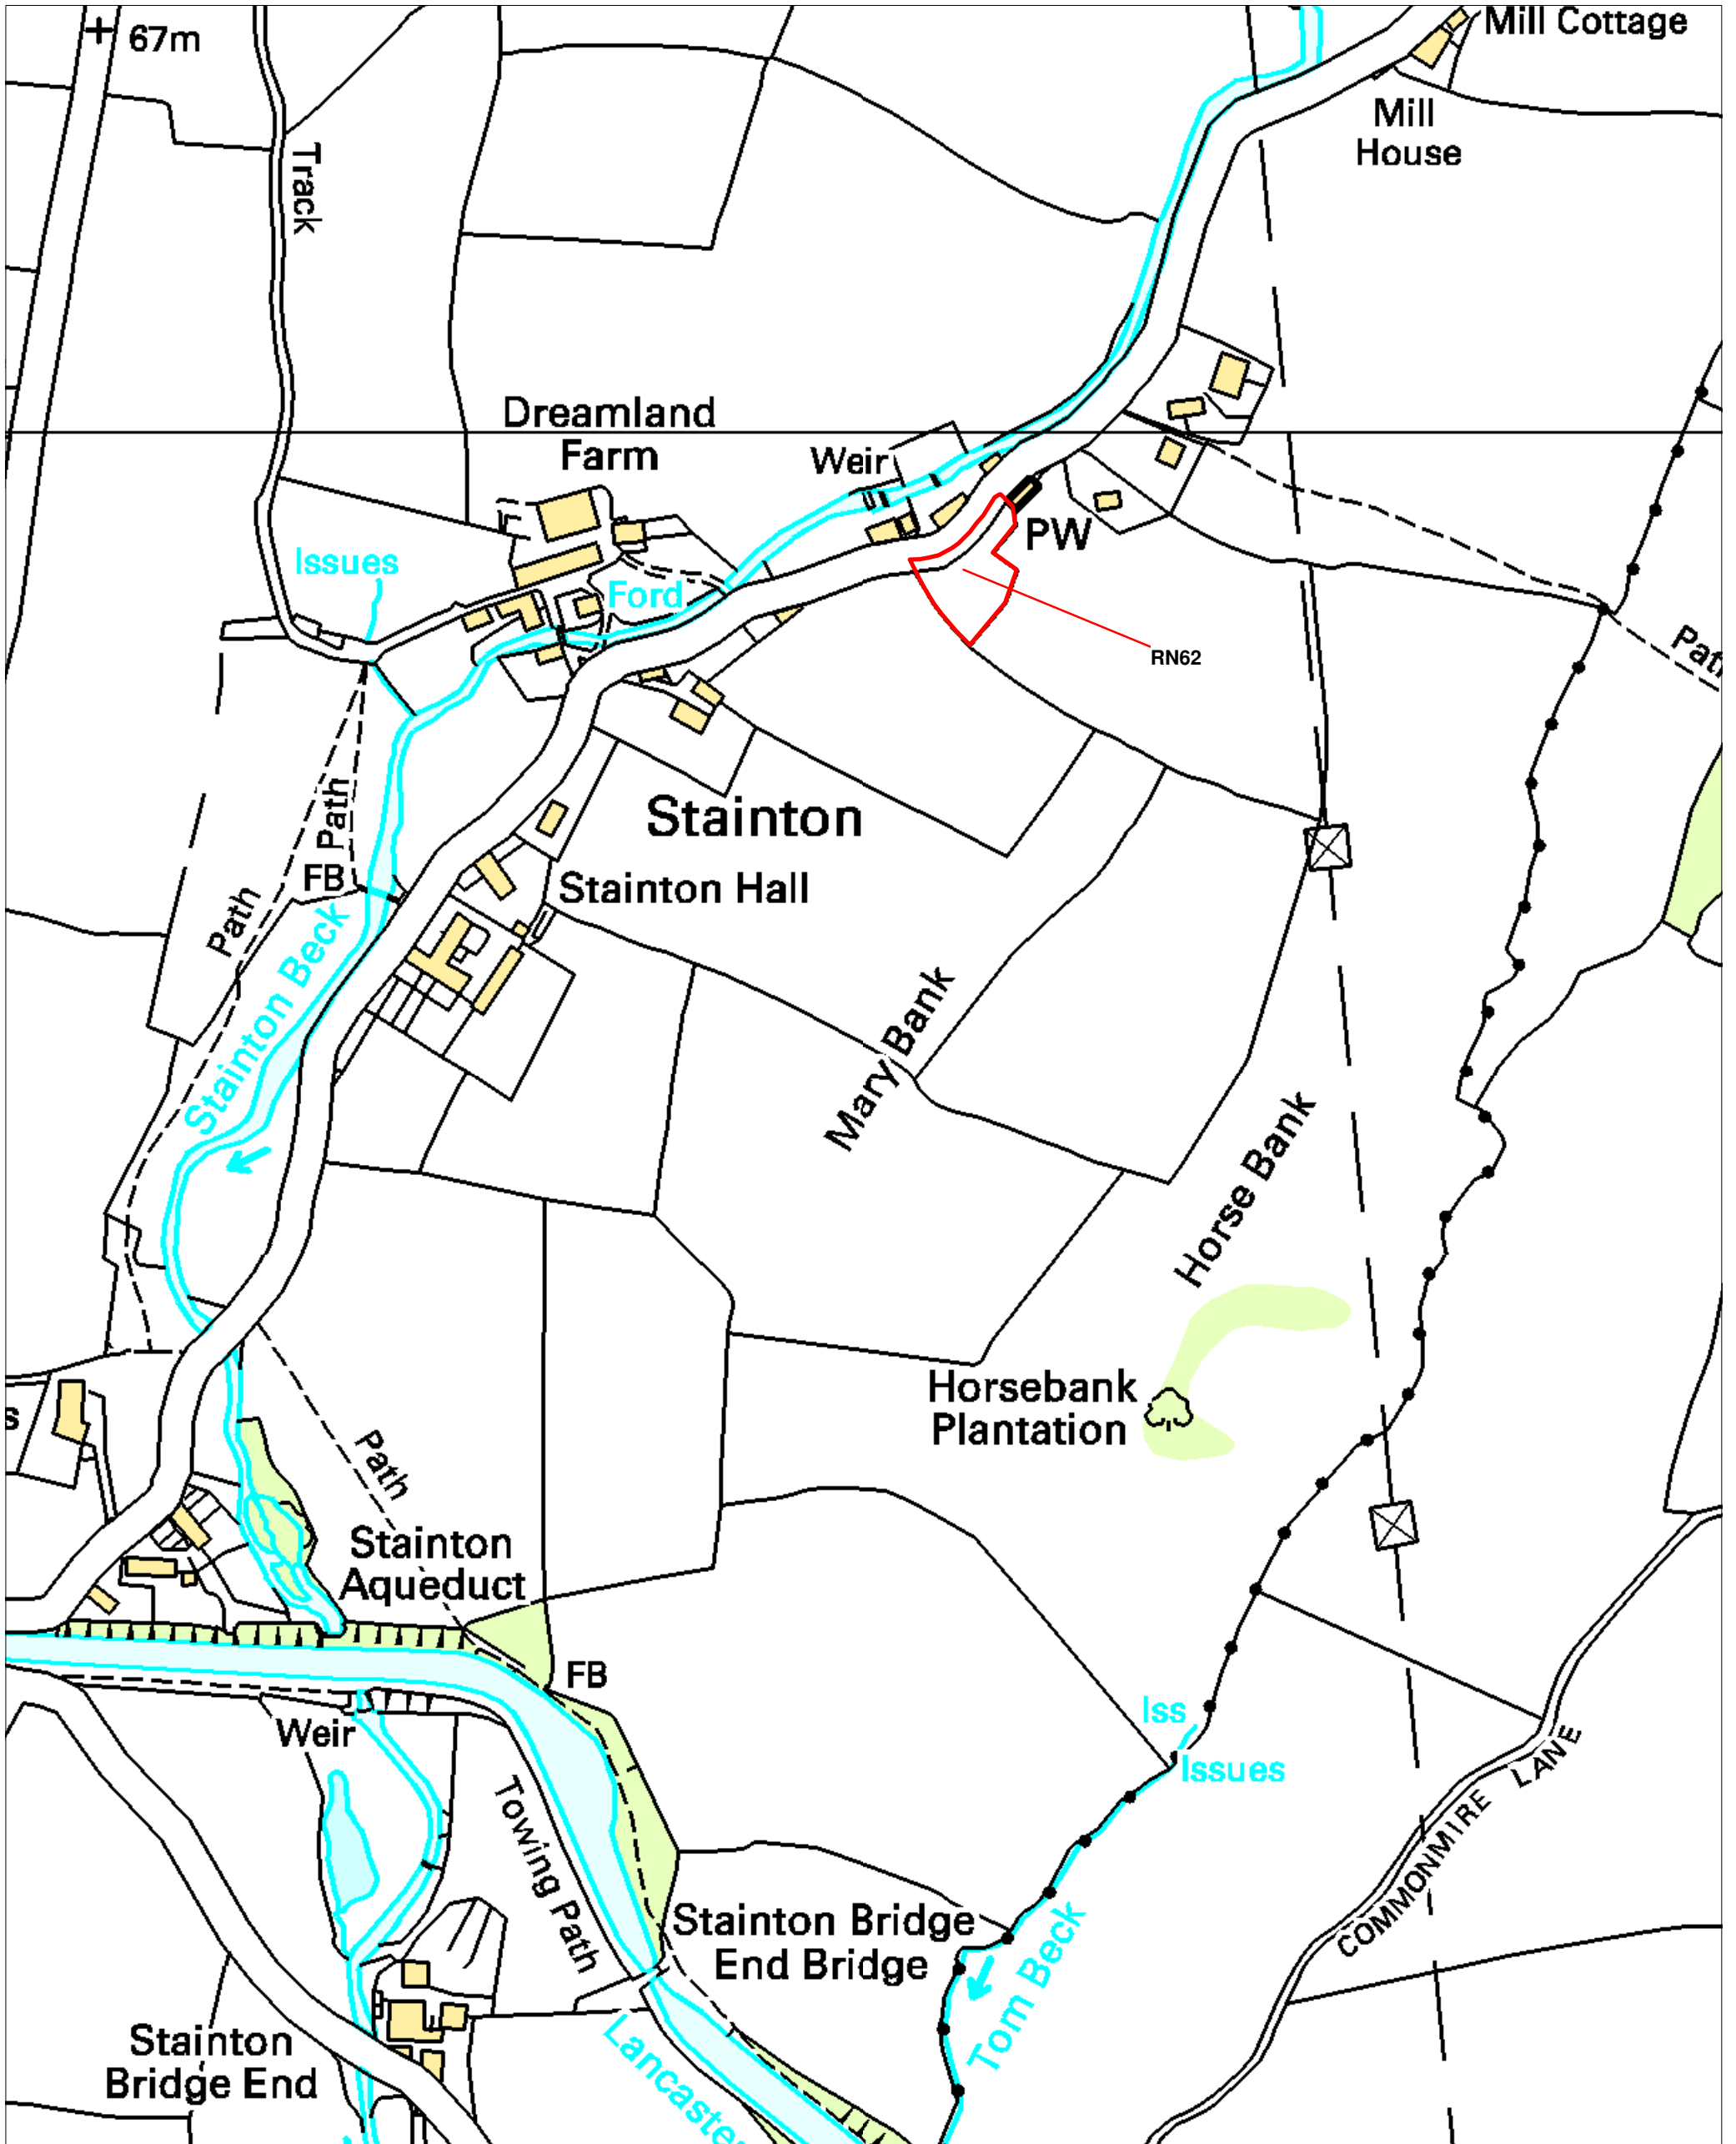 67m
Mill Cottage
Mill
House
Track
Dreamland
Farm
Weir
PW
Issues
Ford
RN62
Path
Stainton
FB
Stainton Hall
Path
Path
Stainton Beck
Mary Bank
Horse Bank
Horsebank
Plantation
s
Path
Stainton
Aqueduct
FB
Weir
Iss
Issues
COMMONMIRE LANE
Towing Path
Stainton Bridge
End Bridge
Tom Beck
Stainton
Bridge End
Lancaste